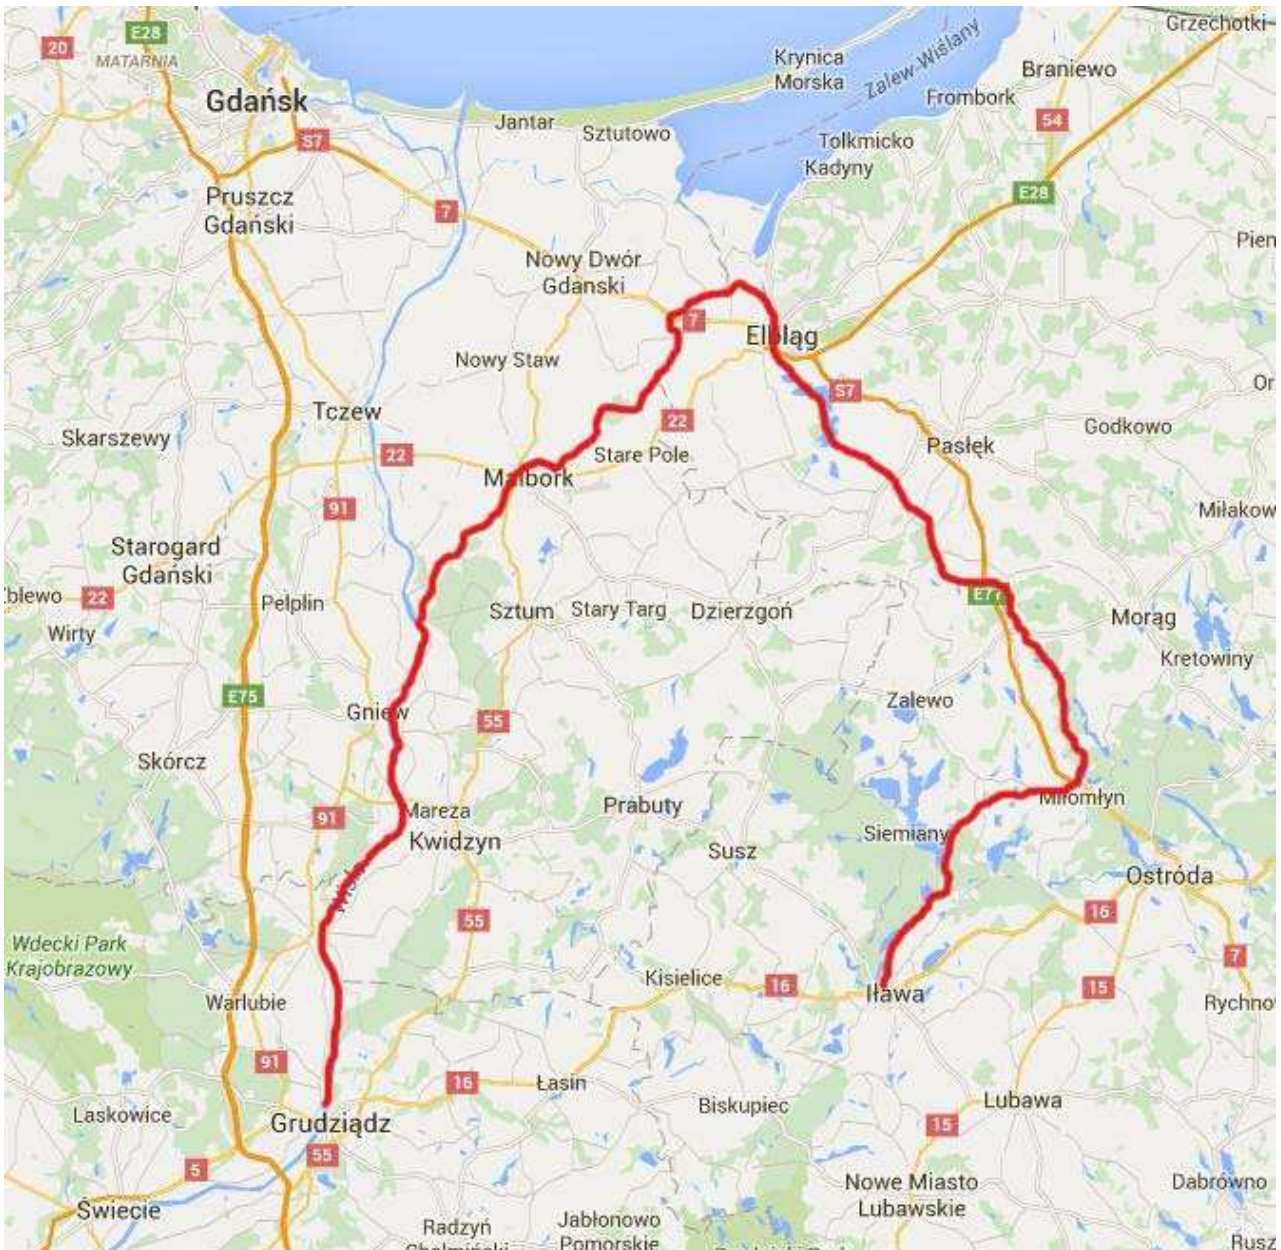 Grzechotki
E28
20
MATARNIA
Krynica
Morska
Zalew Wiślany
Braniewo
Frombork
Gdańsk
54
Jantar
Sztutowo
S7
Tolkmicko
Kadyny
E28
Pruszcz
Gdański
7
Pien
Nowy Dwór
Gdański
7
Elbląg
Nowy Staw
Or
S7
Tczew
22
Godkowo
Skarszewy
Pasłęk
22
Stare Pole
Malbork
91
Miłakow
Starogard
Gdański
22
Pelplin
Sztum
Stary Targ
Dzierzgoń
E77
Morąg
Wirty
Kretowiny
E75
Zalewo
Gniew
55
Skórcz
Miłomłyn
Prabuty
91
Mareza
Kwidzyn
Siemiany
Susz
Ostróda
Wisła
16
55
Wdecki Park
Krajobrazowy
7
Kisielice
16
15
Iława
Warlubie
Rychno
91
16
Łasin
Lubawa
Biskupiec
Laskowice
Grudziądz
15
55
5
Nowe Miasto
Lubawskie
Dąbrówno
Świecie
Radzyń
Jabłonowo
Pomorskie
Rusz